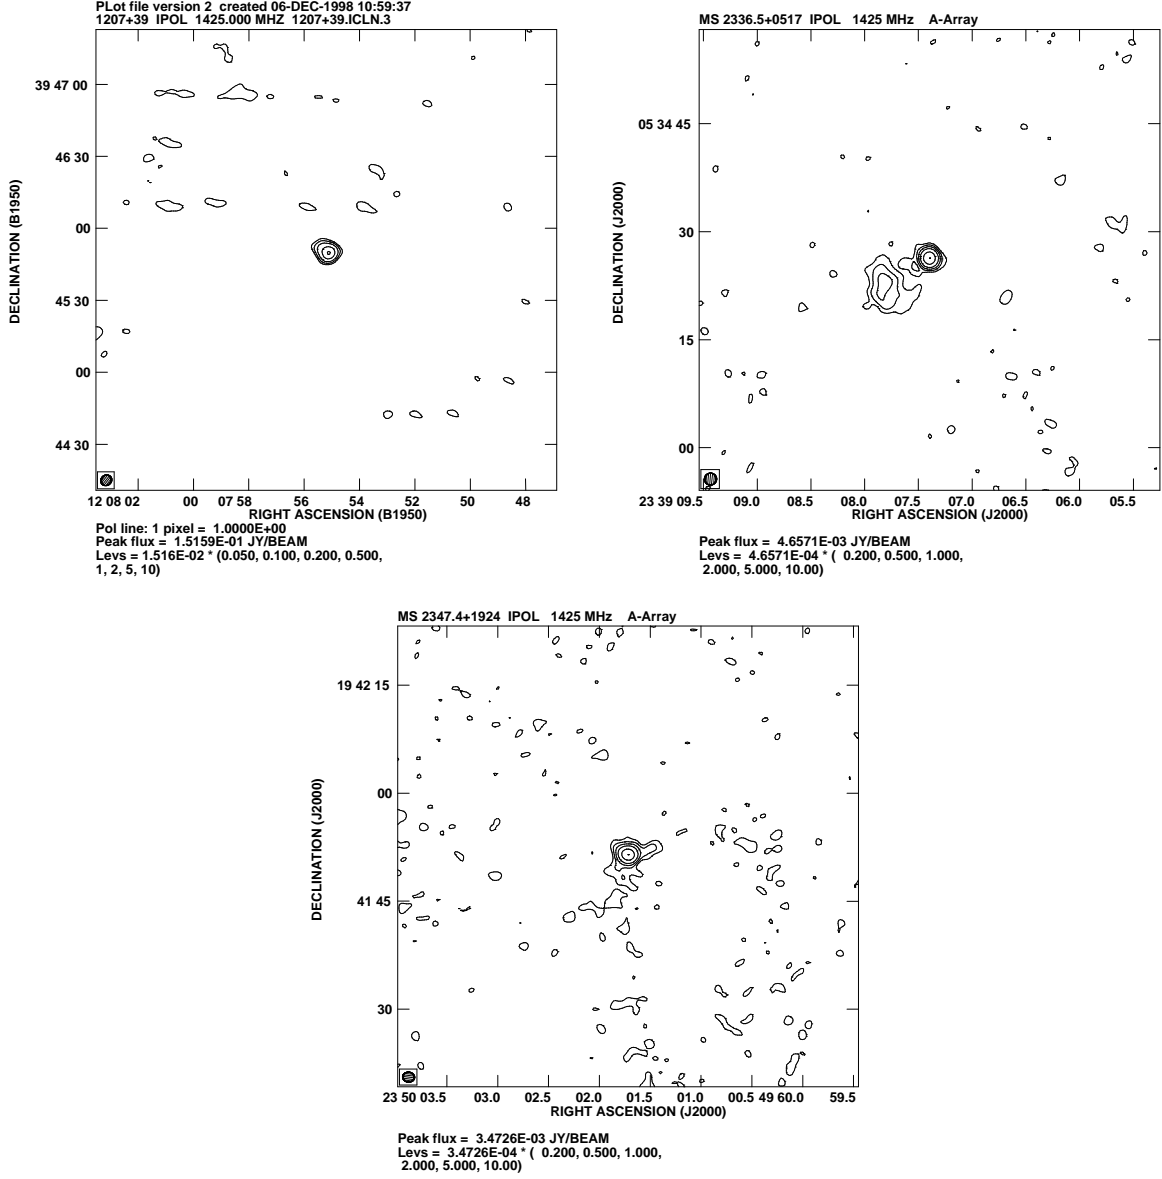 PLot file version 2  created 06-DEC-1998 10:59:37
1207+39  IPOL  1425.000 MHZ  1207+39.ICLN.3
DECLINATION (B1950)
39 47 00
46 30
00
45 30
00
44 30
12 08 02 00 07 58 56 54 52 50 48
RIGHT ASCENSION (B1950)
Pol line: 1 pixel =  1.0000E+00
Peak flux =  1.5159E-01 JY/BEAM
Levs = 1.516E-02 * (0.050, 0.100, 0.200, 0.500,
1, 2, 5, 10)
MS 2336.5+0517  IPOL  1425 MHz  A-Array
DECLINATION (J2000)
05 34 45
30
15
00
23 39 09.5 09.0 08.5 08.0 07.5 07.0 06.5 06.0 05.5
RIGHT ASCENSION (J2000)
Peak flux =  4.6571E-03 JY/BEAM
Levs =  4.6571E-04 * (  0.200, 0.500, 1.000,
2.000, 5.000, 10.00)
MS 2347.4+1924  IPOL  1425 MHz  A-Array
DECLINATION (J2000)
19 42 15
00
41 45
30
23 50 03.5 03.0 02.5 02.0 01.5 01.0 00.5 49 60.0 59.5
RIGHT ASCENSION (J2000)
Peak flux =  3.4726E-03 JY/BEAM
Levs =  3.4726E-04 * (  0.200, 0.500, 1.000,
2.000, 5.000, 10.00)